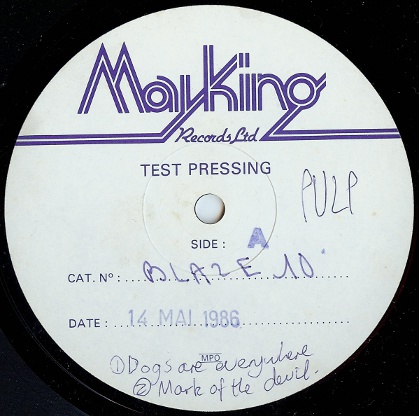 MayKing
Records Ltd
TEST PRESSING
PULP
SIDE : A
CAT. Nº : BLAZE 10
DATE : 14 MAI 1986
MPO
① Dogs are everywhere
② Mark of the devil.